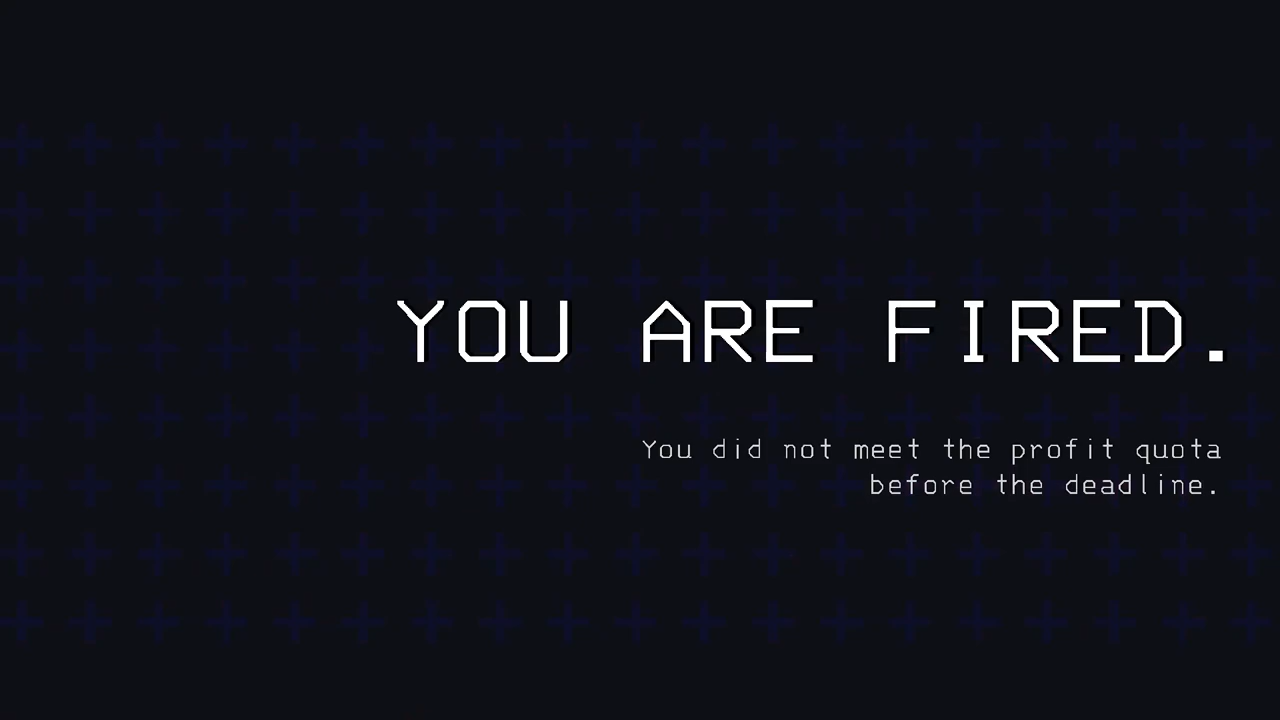 YOU ARE FIRED.
You did not meet the profit quota
before the deadline.